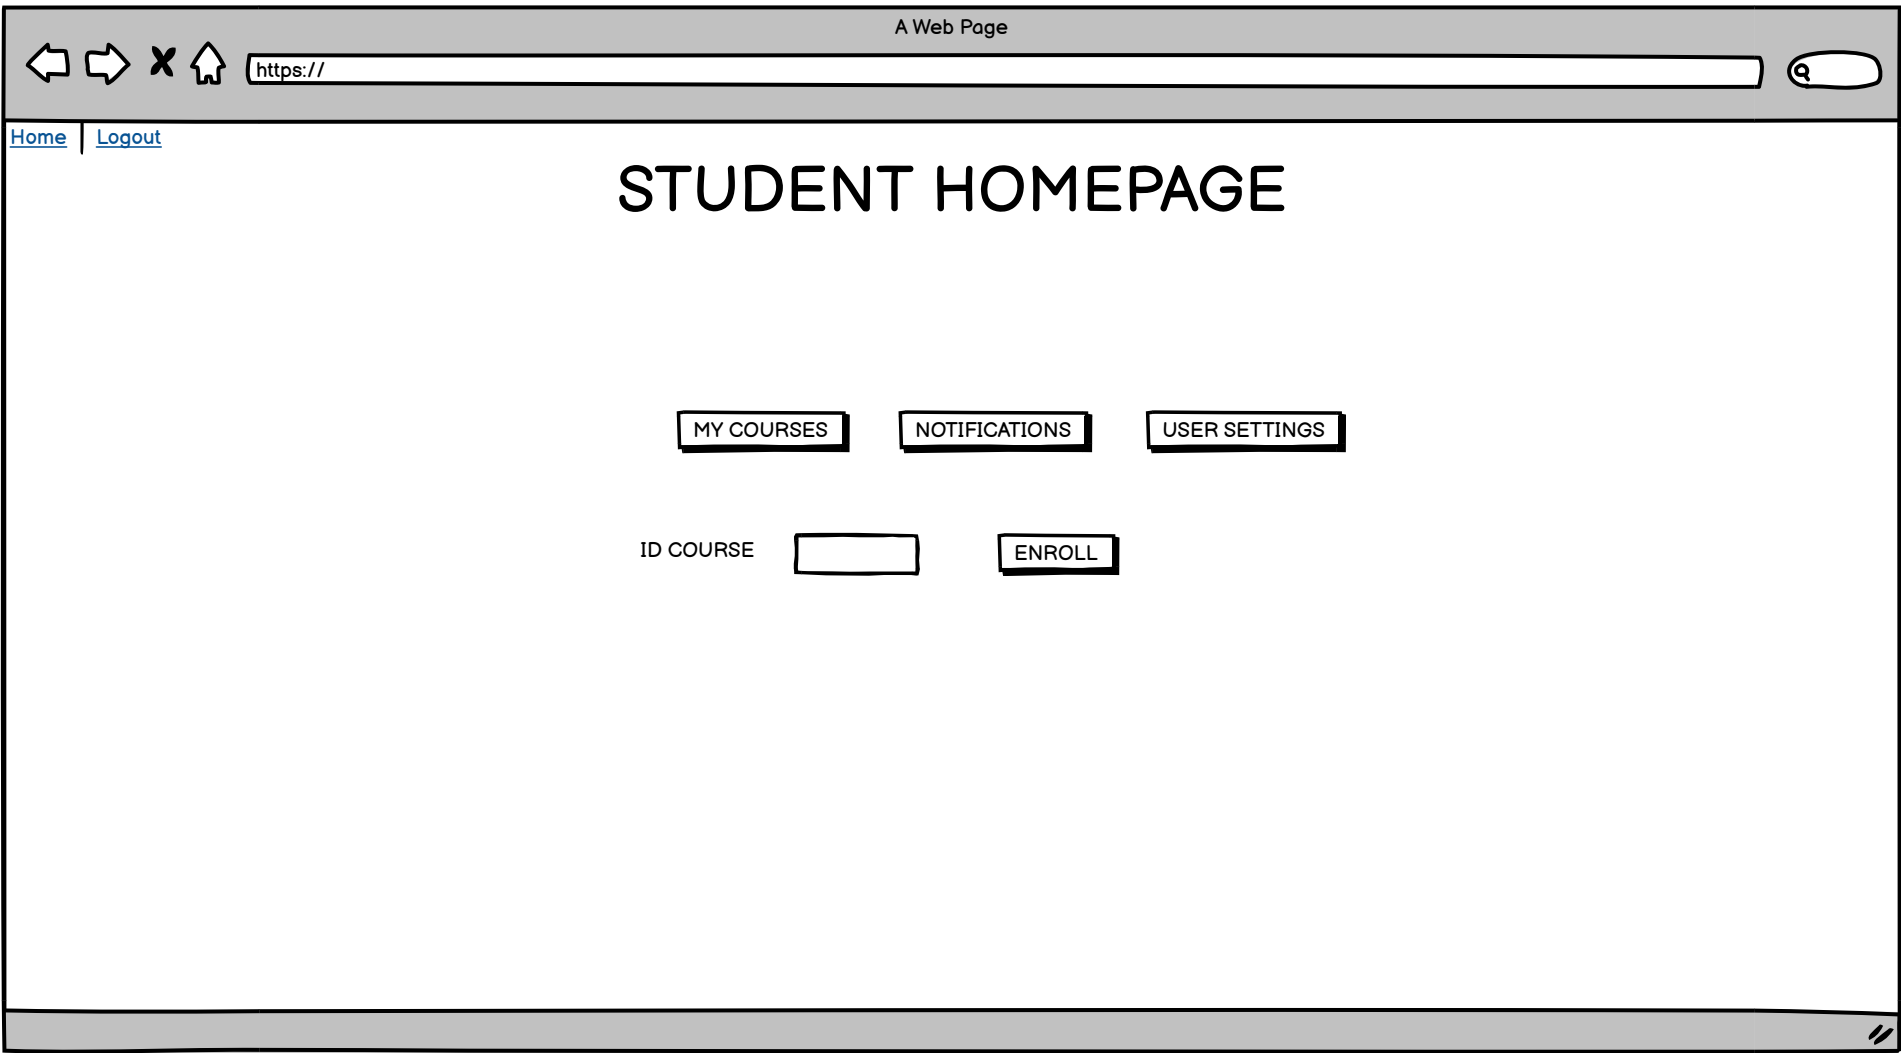 A Web Page
https://
Home Logout
STUDENT HOMEPAGE
MY COURSES NOTIFICATIONS USER SETTINGS
ID COURSE ENROLL